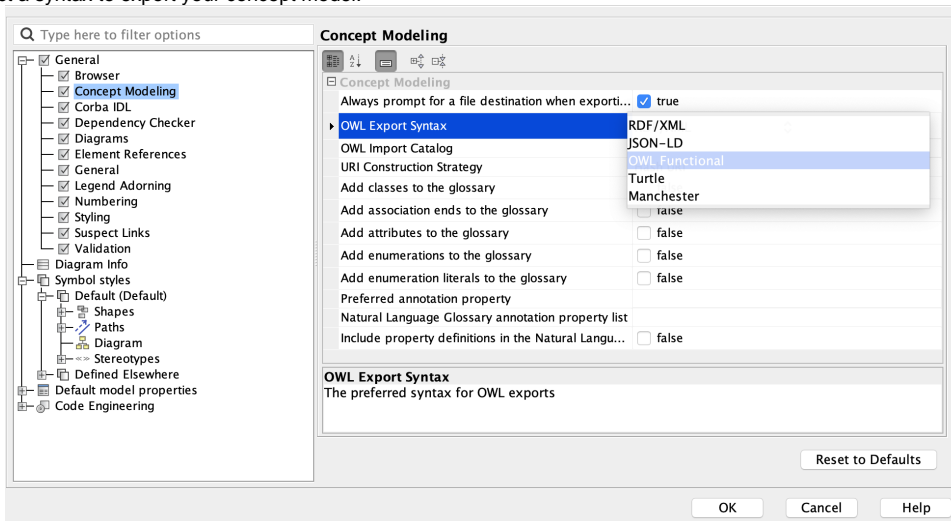 a syntax to export your concept model.
Type here to filter options
General
Browser
Concept Modeling
Corba IDL
Dependency Checker
Diagrams
Element References
General
Legend Adorning
Numbering
Styling
Suspect Links
Validation
Diagram Info
Symbol styles
Default (Default)
Shapes
Paths
Diagram
Stereotypes
Defined Elsewhere
Default model properties
Code Engineering
Concept Modeling
Concept Modeling
Always prompt for a file destination when exporti... true
OWL Export Syntax
RDF/XML
JSON-LD
OWL Functional
Turtle
Manchester
OWL Import Catalog
URI Construction Strategy
Add classes to the glossary
Add association ends to the glossary false
Add attributes to the glossary false
Add enumerations to the glossary false
Add enumeration literals to the glossary false
Preferred annotation property
Natural Language Glossary annotation property list
Include property definitions in the Natural Langu... false
OWL Export Syntax
The preferred syntax for OWL exports
Reset to Defaults
OK Cancel Help